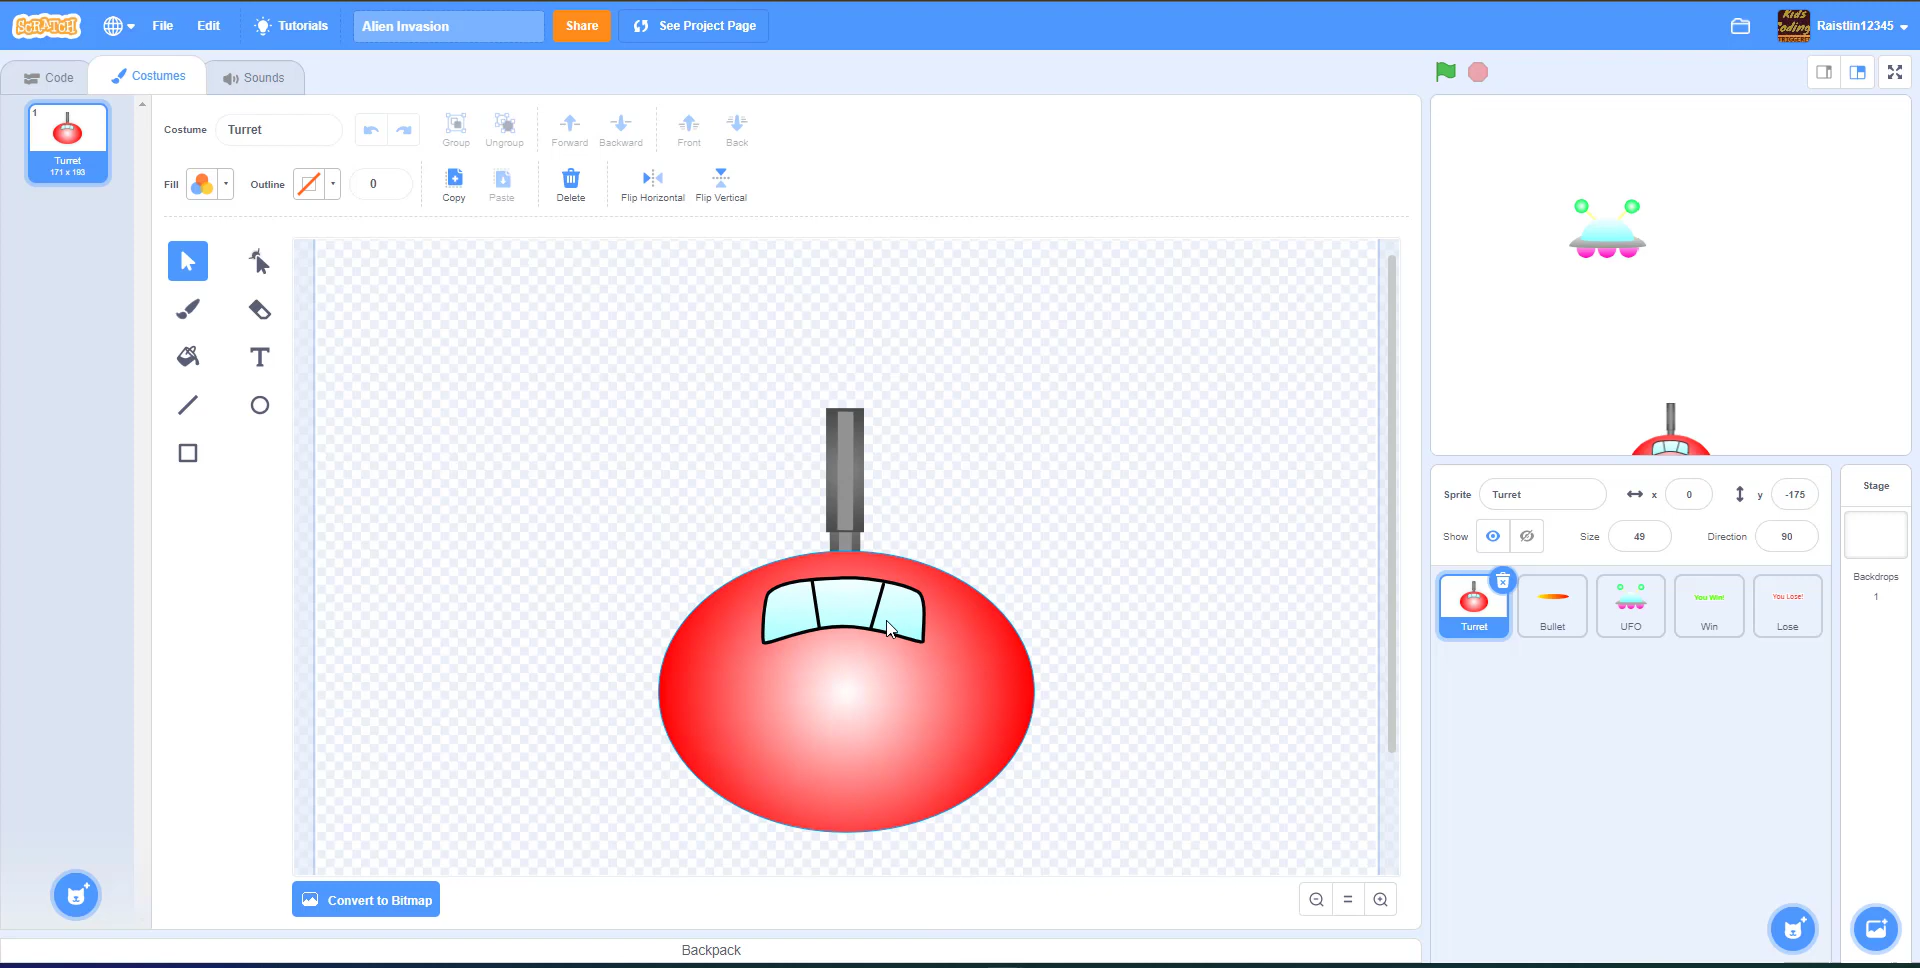 SCRATCH File Edit Tutorials Alien Invasion Share See Project Page Raistlin12345
Code Costumes Sounds
1
Turret
171 x 193
Costume Turret Group Ungroup Forward Backward Front Back
Fill Outline 0 Copy Paste Delete Flip Horizontal Flip Vertical
T
Convert to Bitmap
Backpack
Sprite Turret x 0 y -175
Show Size 49 Direction 90
Turret
Bullet
UFO
You Win!
Win
You Lose!
Lose
Stage
Backdrops
1